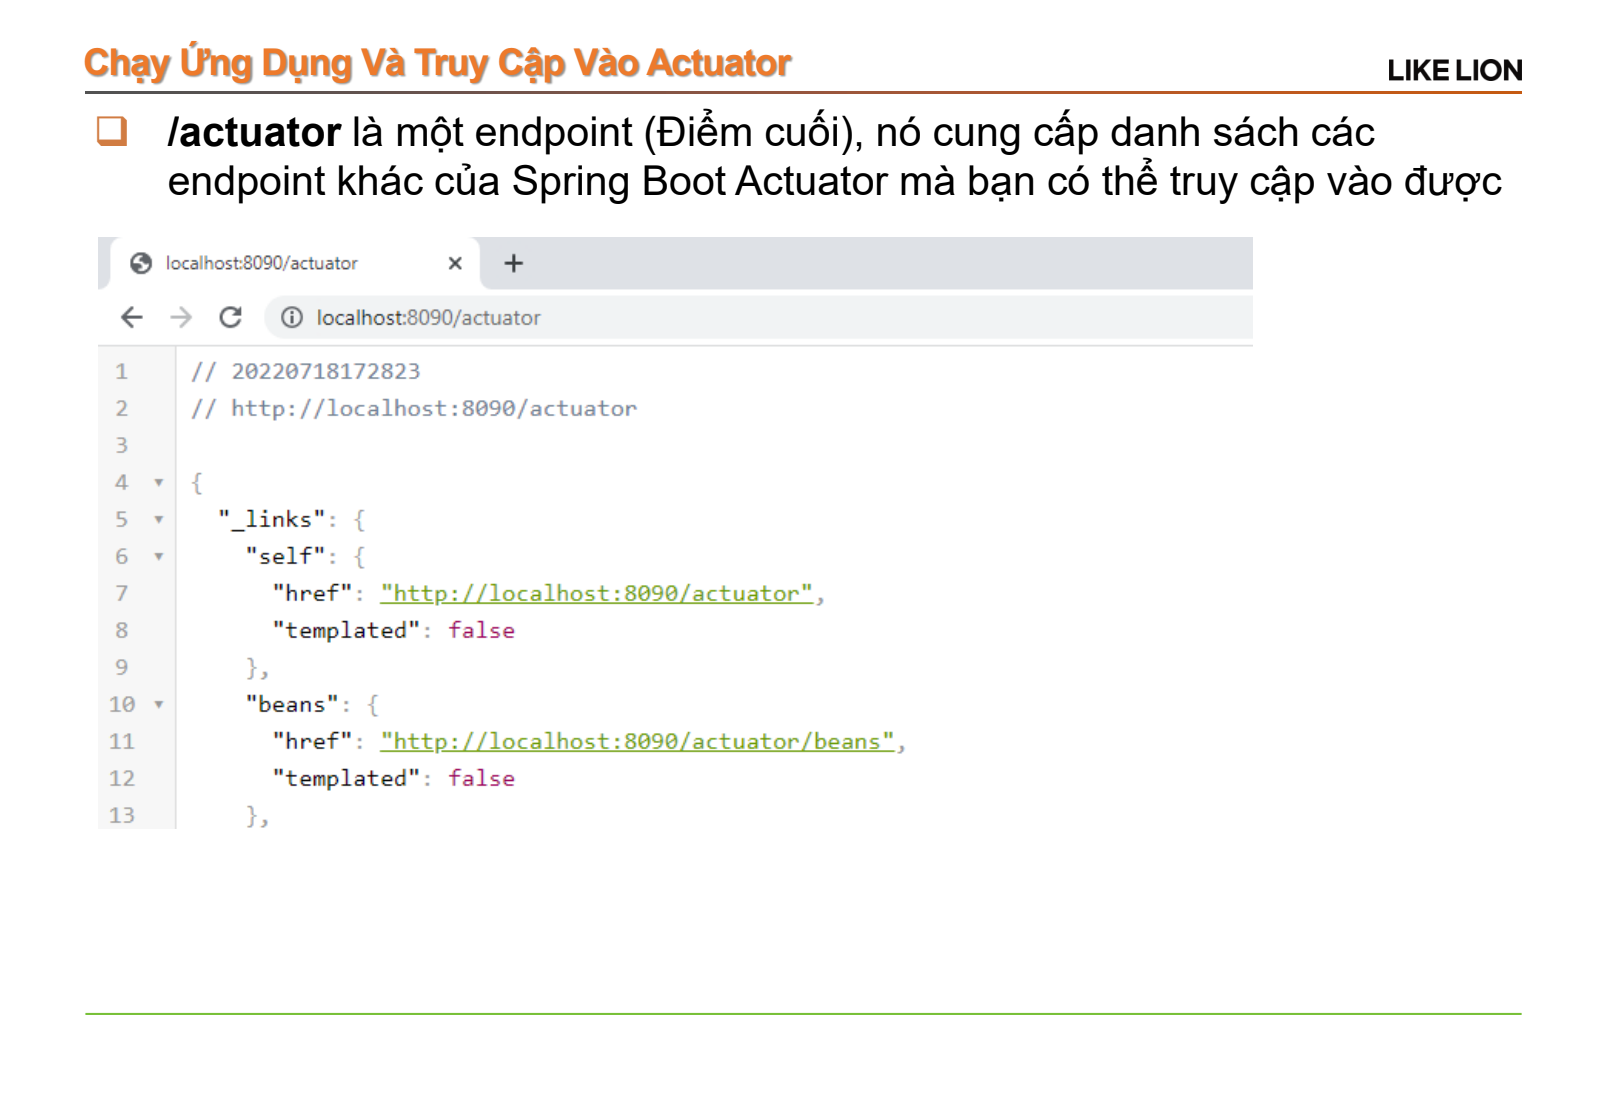 Chạy Ứng Dụng Và Truy Cập Vào Actuator
LIKE LION
/actuator là một endpoint (Điểm cuối), nó cung cấp danh sách các
endpoint khác của Spring Boot Actuator mà bạn có thể truy cập vào được
localhost:8090/actuator
localhost:8090/actuator
1 // 20220718172823
2 // http://localhost:8090/actuator
3
4 {
5 "_links": {
6 "self": {
7 "href": "http://localhost:8090/actuator",
8 "templated": false
9 },
10 "beans": {
11 "href": "http://localhost:8090/actuator/beans",
12 "templated": false
13 },